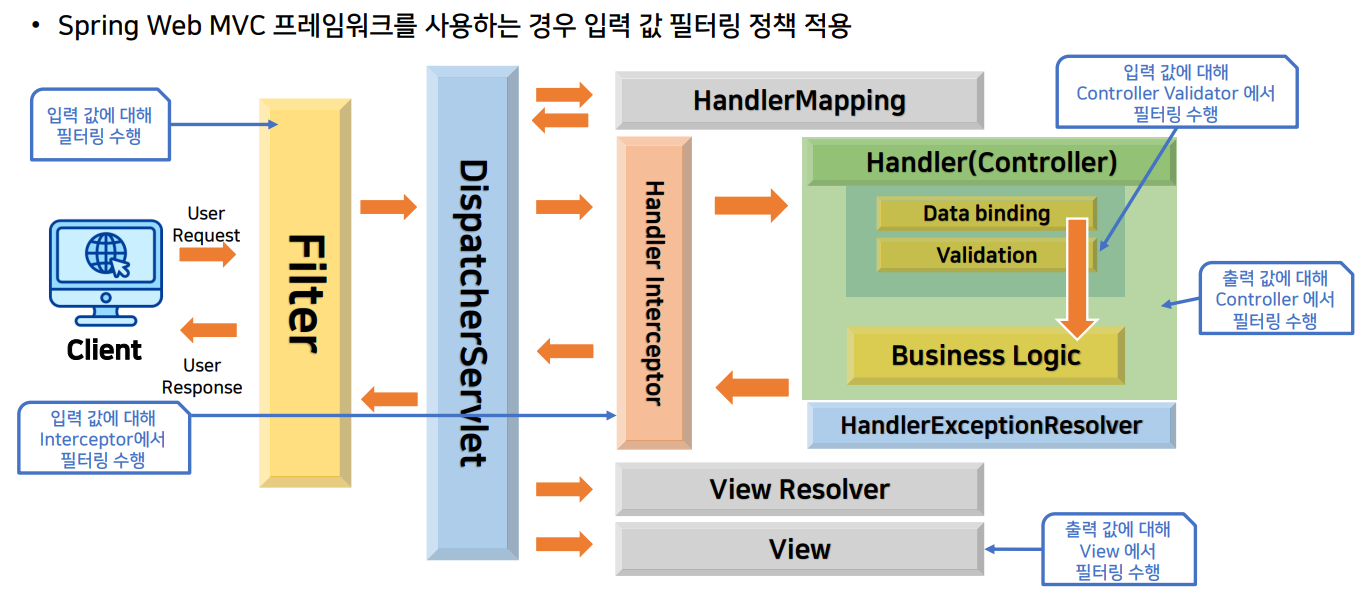 • Spring Web MVC 프레임워크를 사용하는 경우 입력 값 필터링 정책 적용
입력 값에 대해
필터링 수행
User
Request
Client
User
Response
입력 값에 대해
Interceptor에서
필터링 수행
Filter
DispatcherServlet
HandlerMapping
Handler Interceptor
입력 값에 대해
Controller Validator 에서
필터링 수행
Handler(Controller)
Data binding
Validation
Business Logic
출력 값에 대해
Controller 에서
필터링 수행
HandlerExceptionResolver
View Resolver
View
출력 값에 대해
View 에서
필터링 수행